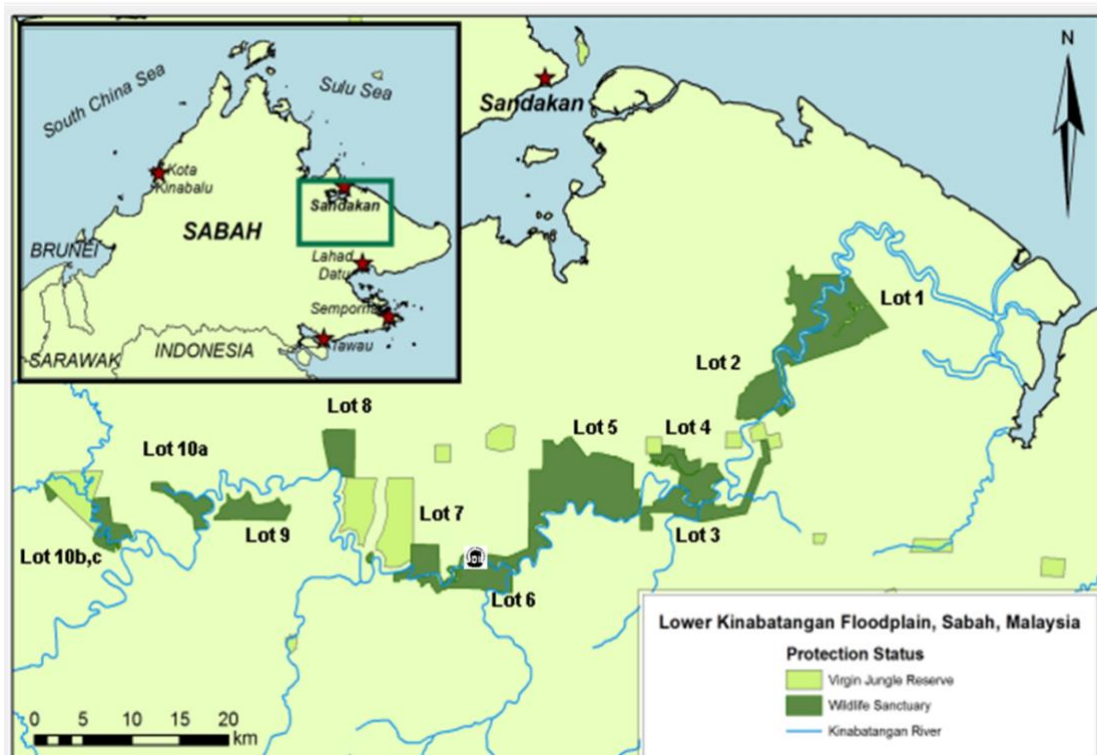 South China Sea
Sulu Sea
Kota
Kinabalu
Sandakan
SABAH
BRUNEI
Lahad
Datu
Semporna
SARAWAK
INDONESIA
Tawau
Sandakan
N
Lot 1
Lot 2
Lot 8
Lot 5
Lot 4
Lot 10a
Lot 7
Lot 9
Lot 3
Lot 10b,c
Lot 6
Lower Kinabatangan Floodplain, Sabah, Malaysia
Protection Status
Virgin Jungle Reserve
Wildlife Sanctuary
Kinabatangan River
0 5 10 15 20
km